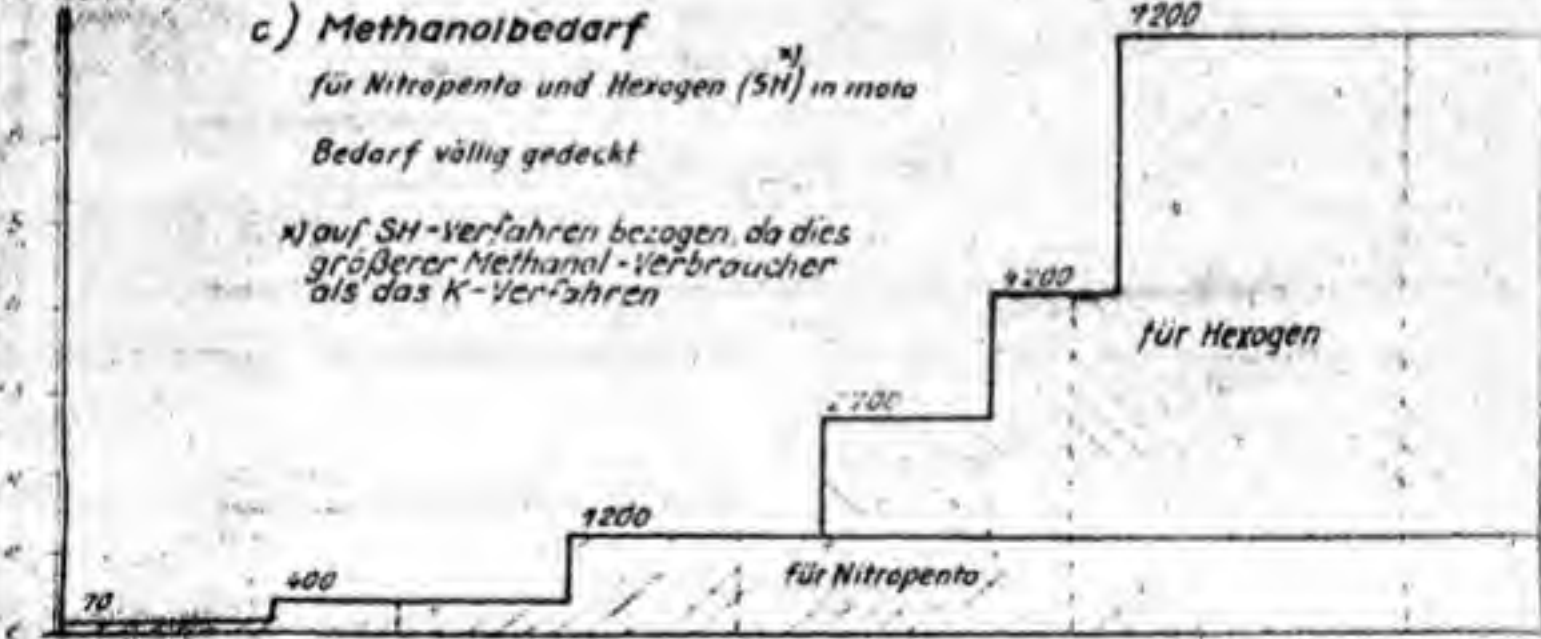 c) Methanolbedarf
für Nitropenta und Hexogen (SH) x) in moto
Bedarf völlig gedeckt
x) auf SH-Verfahren bezogen, da dies
größerer Methanol-Verbraucher
als das K-Verfahren
7200
4200
für Hexogen
2700
1200
für Nitropenta
400
70